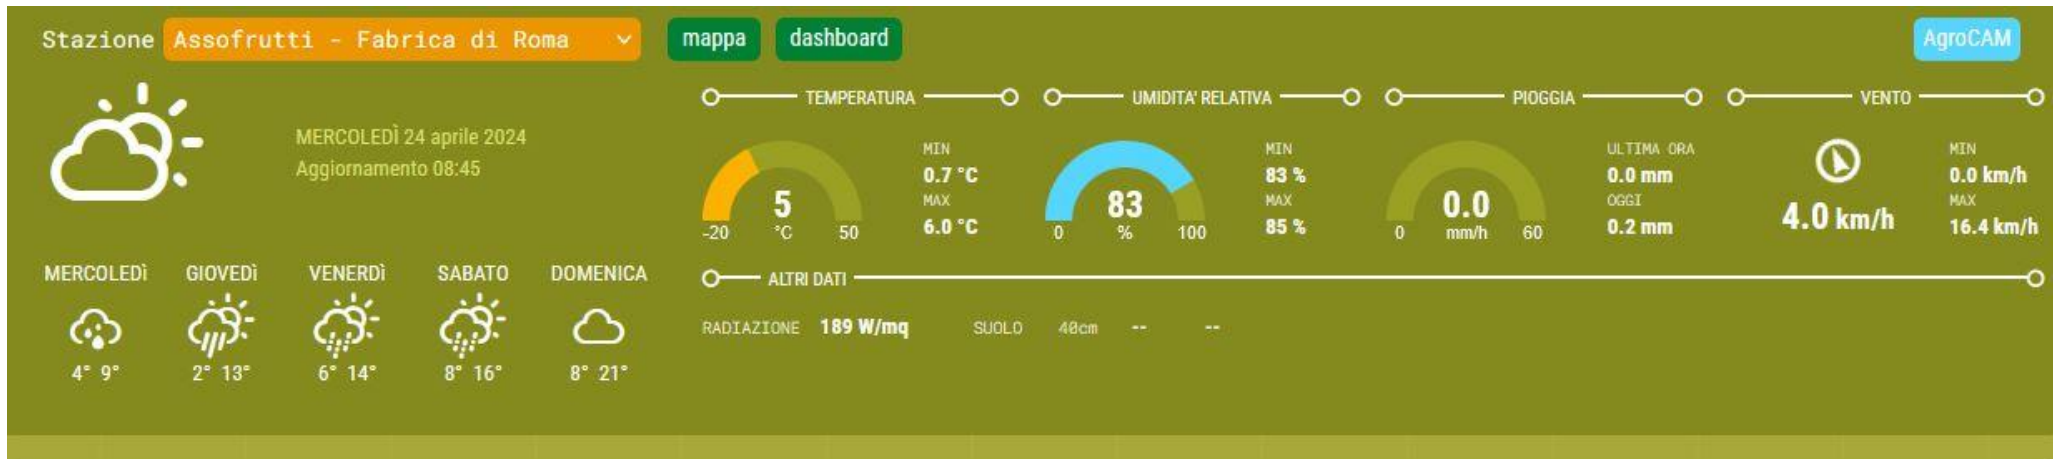 Stazione Assofrutti - Fabrica di Roma mappa dashboard AgroCAM
MERCOLEDÌ 24 aprile 2024
Aggiornamento 08:45
MERCOLEDÌ GIOVEDÌ VENERDÌ SABATO DOMENICA
4° 9° 2° 13° 6° 14° 8° 16° 8° 21°
TEMPERATURA
5
°C
-20 50
MIN
0.7 °C
MAX
6.0 °C
UMIDITA' RELATIVA
83
%
0 100
MIN
83 %
MAX
85 %
PIOGGIA
0.0
mm/h
0 60
ULTIMA ORA
0.0 mm
OGGI
0.2 mm
VENTO
4.0 km/h
MIN
0.0 km/h
MAX
16.4 km/h
ALTRI DATI
RADIAZIONE 189 W/mq SUOLO 40cm -- --